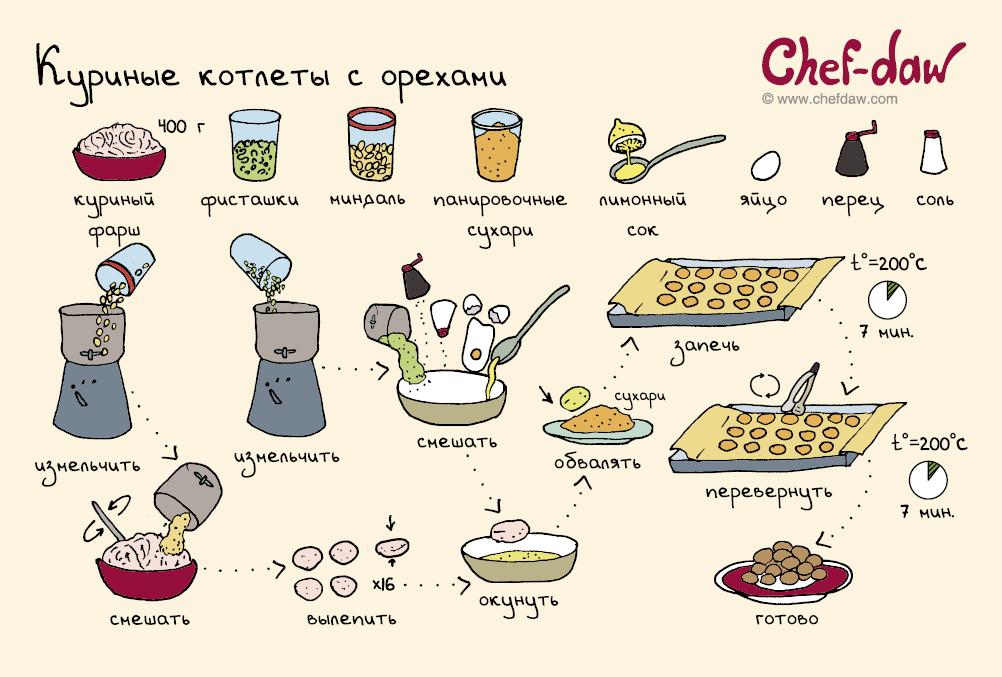 Куриные котлеты с орехами
Chef-daw
© www.chefdaw.com
400 г
куриный
фарш
фисташки
миндаль
панировочные
сухари
лимонный
сок
яйцо
перец
соль
t°=200°C
7 мин.
запечь
сухари
смешать
обвалять
измельчить
измельчить
t°=200°C
7 мин.
перевернуть
x16
смешать
вылепить
окунуть
готово